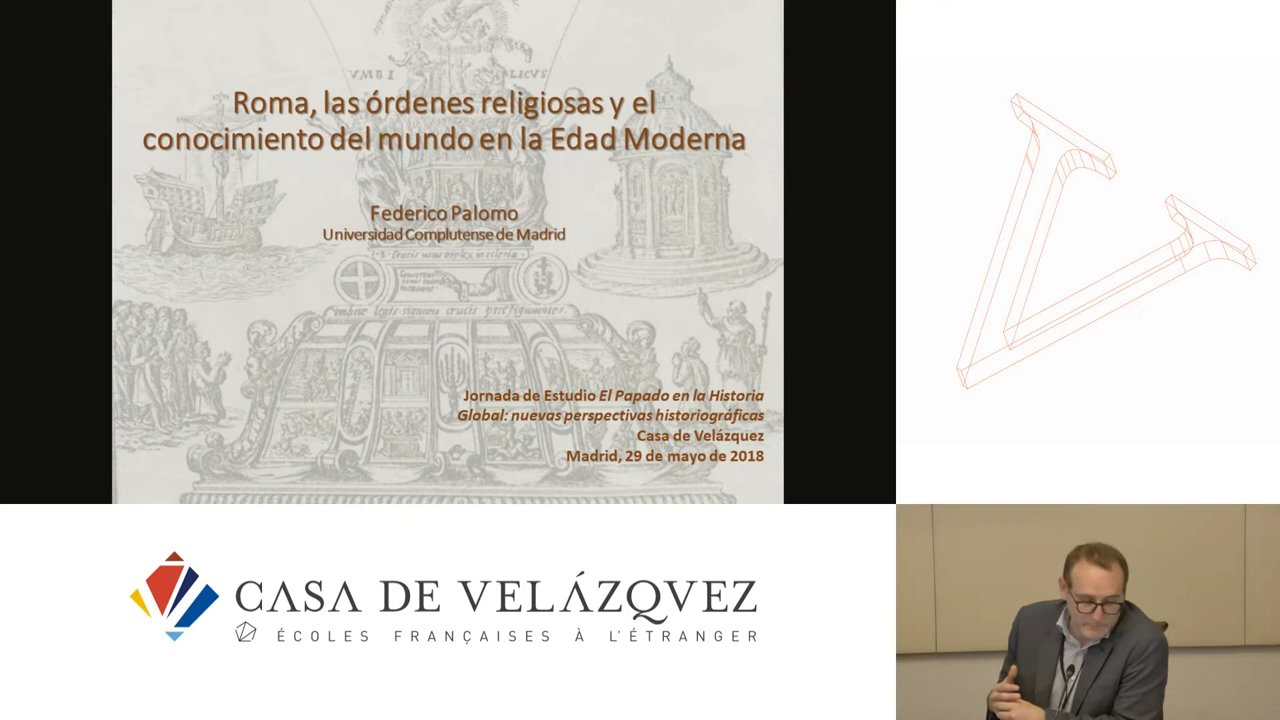 VMBI LICVS
Roma, las órdenes religiosas y el
conocimiento del mundo en la Edad Moderna
Federico Palomo
Universidad Complutense de Madrid
Jornada de Estudio El Papado en la Historia
Global: nuevas perspectivas historiográficas
Casa de Velázquez
Madrid, 29 de mayo de 2018
CASA DE VELÁZQVEZ
ÉCOLES FRANÇAISES À L'ÉTRANGER